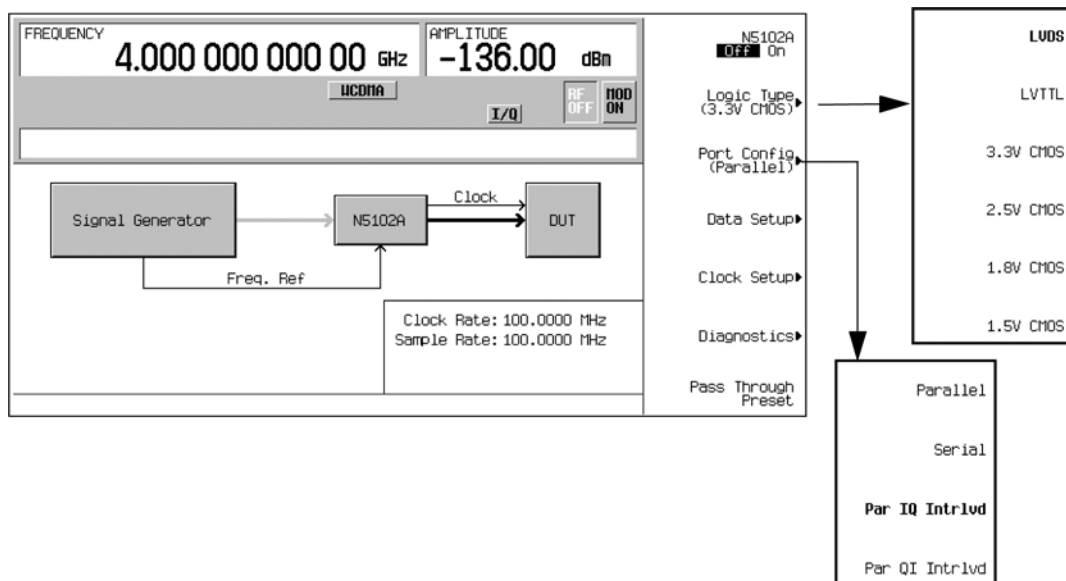 FREQUENCY
4.000 000 000 00 GHz
AMPLITUDE
-136.00 dBm
WCDMA
I/Q
RF
OFF
MOD
ON
Signal Generator
N5102A
Clock
DUT
Freq. Ref
Clock Rate: 100.0000 MHz
Sample Rate: 100.0000 MHz
N5102A
Off On
Logic Type
(3.3V CMOS)
Port Config
(Parallel)
Data Setup
Clock Setup
Diagnostics
Pass Through
Preset
LVDS
LVTTL
3.3V CMOS
2.5V CMOS
1.8V CMOS
1.5V CMOS
Parallel
Serial
Par IQ Intrlvd
Par QI Intrlvd